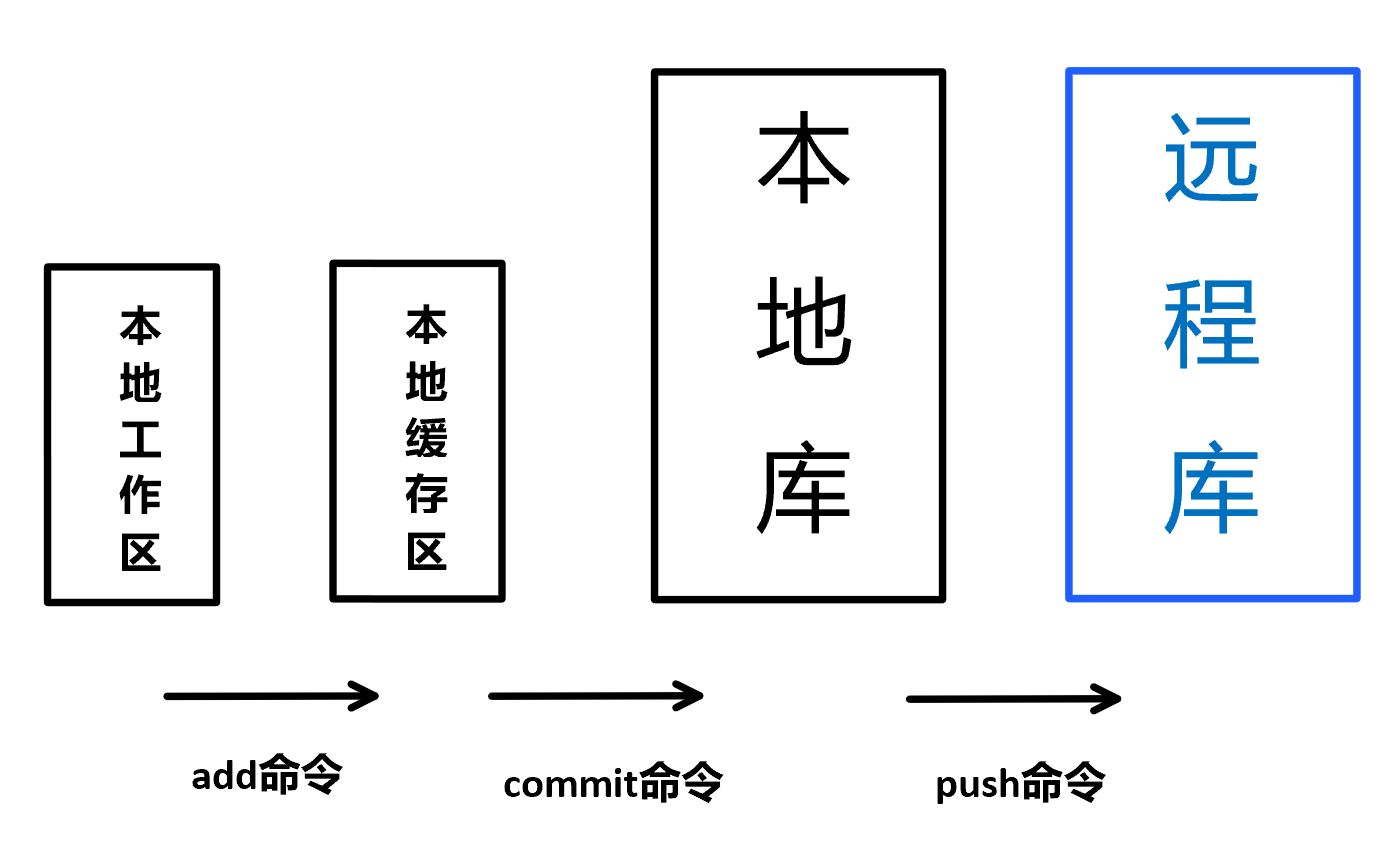 本地工作区
本地缓存区
本地库
远程库
add命令
commit命令
push命令